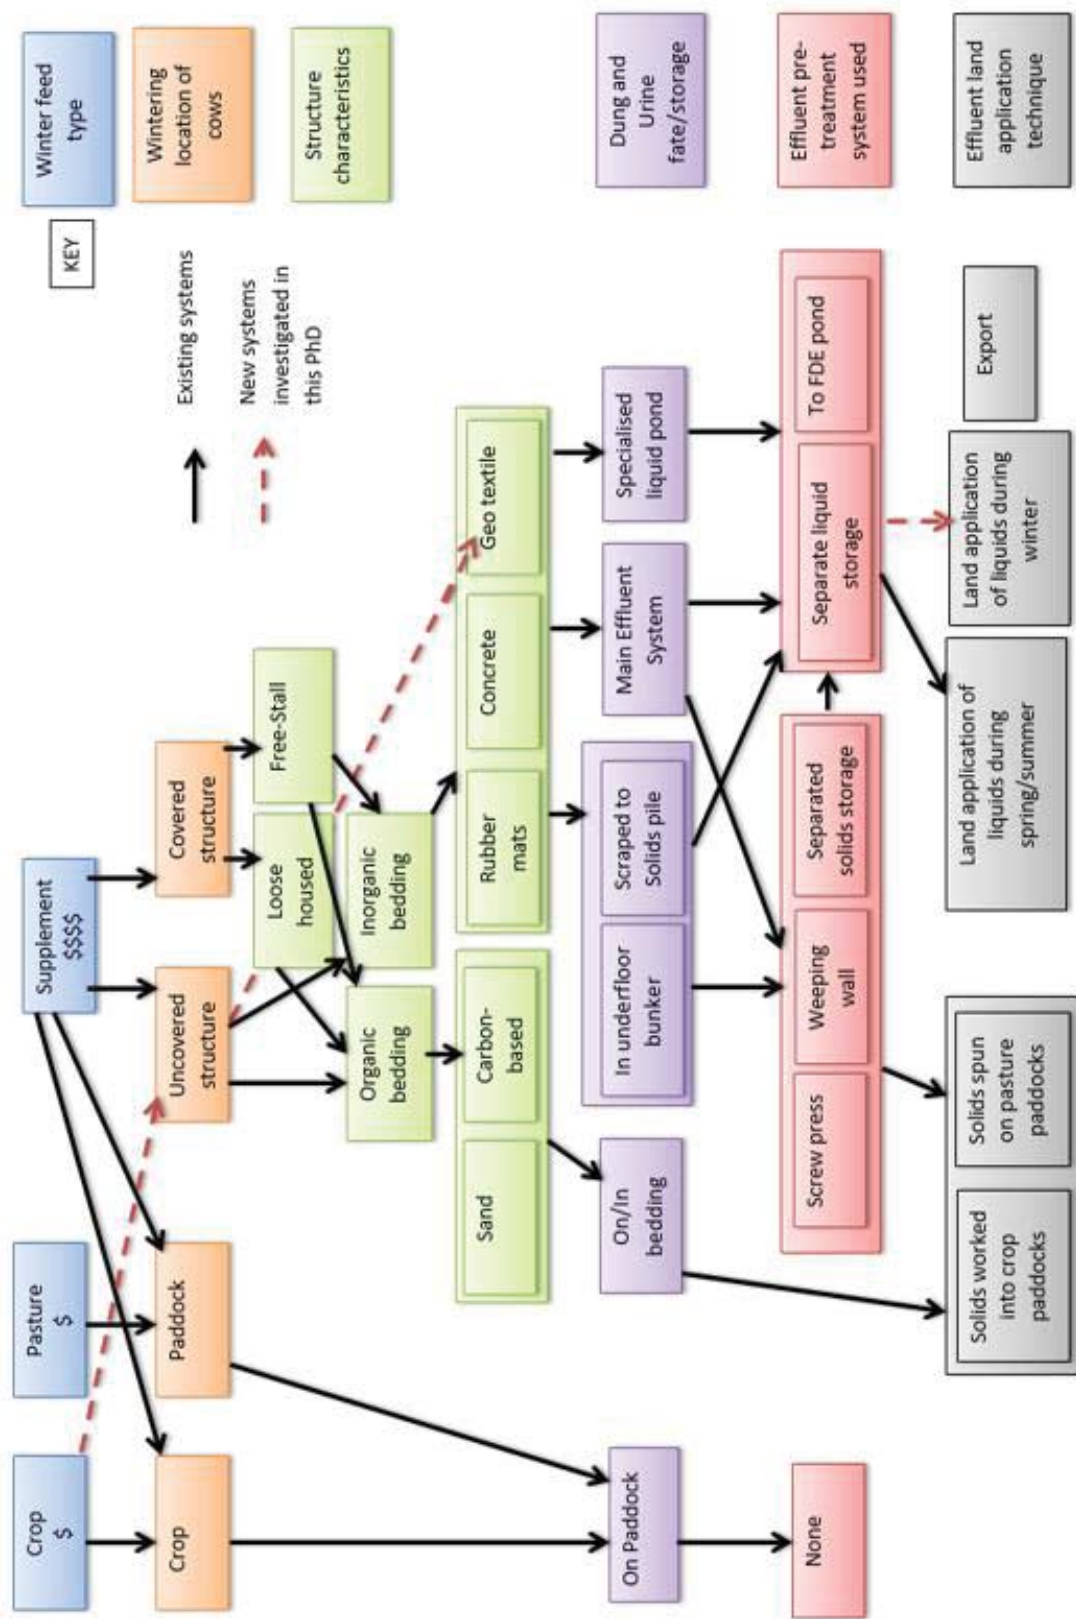 Crop
$
Pasture
$
Supplement
$$$$
KEY
Winter feed
type
Crop
Paddock
Uncovered
structure
Covered
structure
Existing systems
New systems
investigated in
this PhD
Wintering
location of
cows
Loose
housed
Free-Stall
Organic
bedding
Inorganic
bedding
Structure
characteristics
Sand
Carbon-
based
Rubber
mats
Concrete
Geo textile
On Paddock
On/In
bedding
In underfloor
bunker
Scraped to
Solids pile
Main Effluent
System
Specialised
liquid pond
Dung and
Urine
fate/storage
None
Screw press
Weeping
wall
Separated
solids storage
Separate liquid
storage
To FDE pond
Effluent pre-
treatment
system used
Solids worked
into crop
paddocks
Solids spun
on pasture
paddocks
Land application of
liquids during
spring/summer
Land application
of liquids during
winter
Export
Effluent land
application
technique